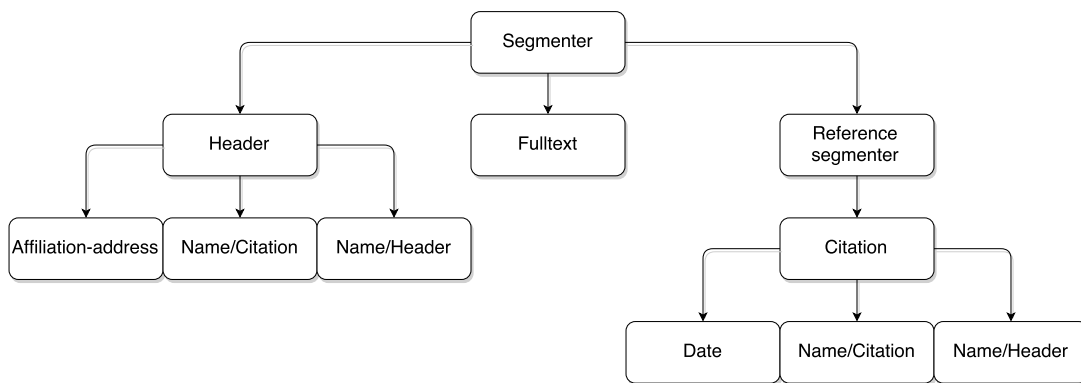 Segmenter
Header
Fulltext
Reference
segmenter
Affiliation-address
Name/Citation
Name/Header
Citation
Date
Name/Citation
Name/Header